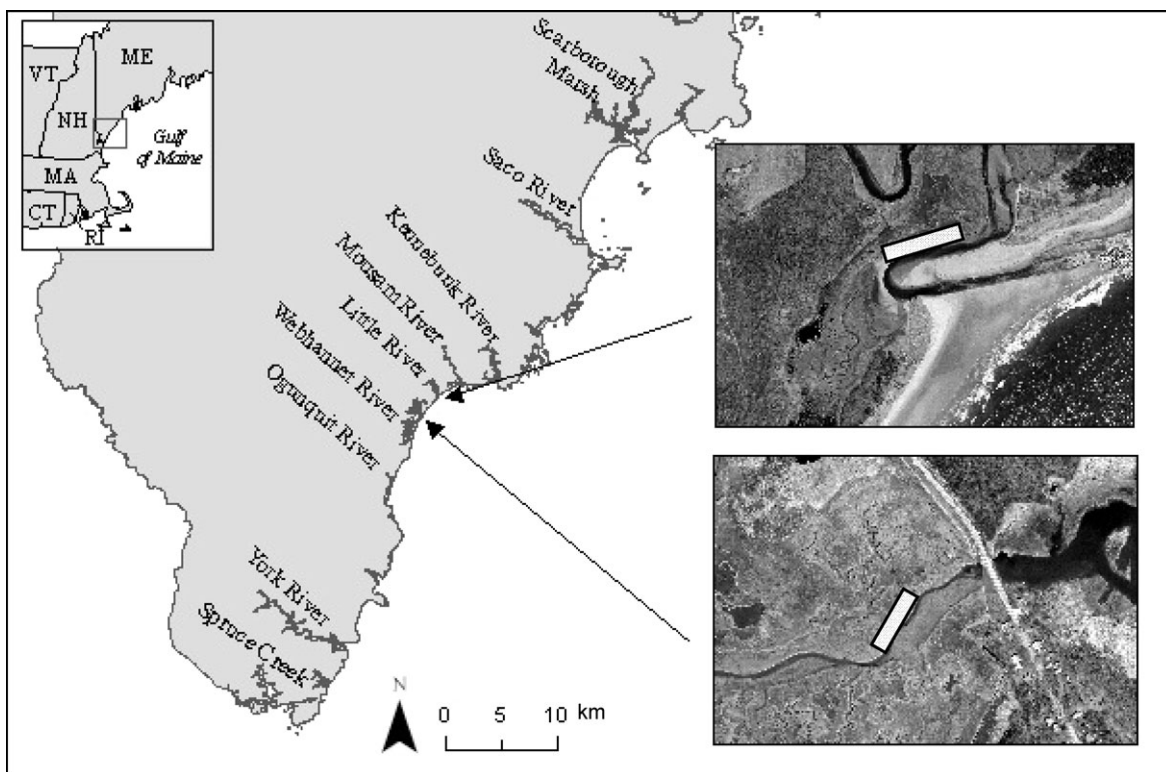 VT
ME
NH
Gulf
of Maine
MA
CT
RI
Scarborough
Marsh
Saco River
Kennebunk River
Mousam River
Little River
Webhannet River
Ogunquit River
York River
Spruce Creek
N
0 5 10 km